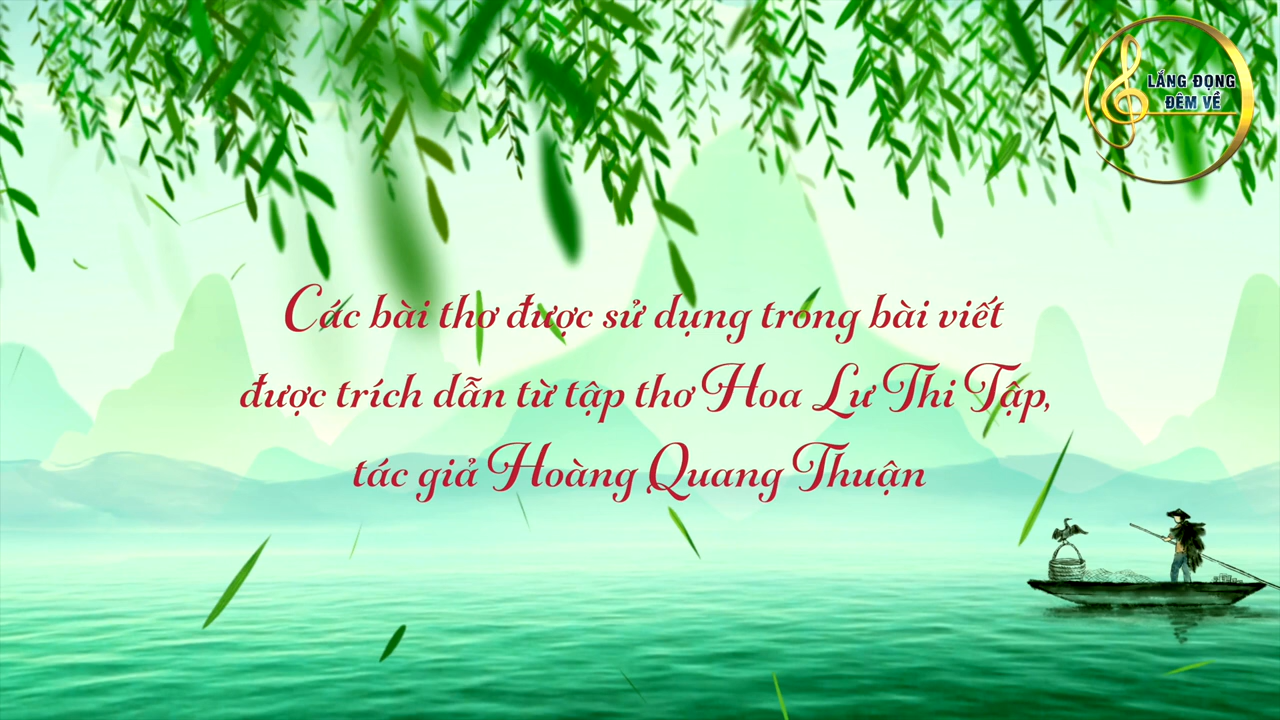 LẮNG ĐỌNG
ĐÊM VỀ
Các bài thơ được sử dụng trong bài viết
được trích dẫn từ tập thơ Hoa Lư Thi Tập,
tác giả Hoàng Quang Thuận